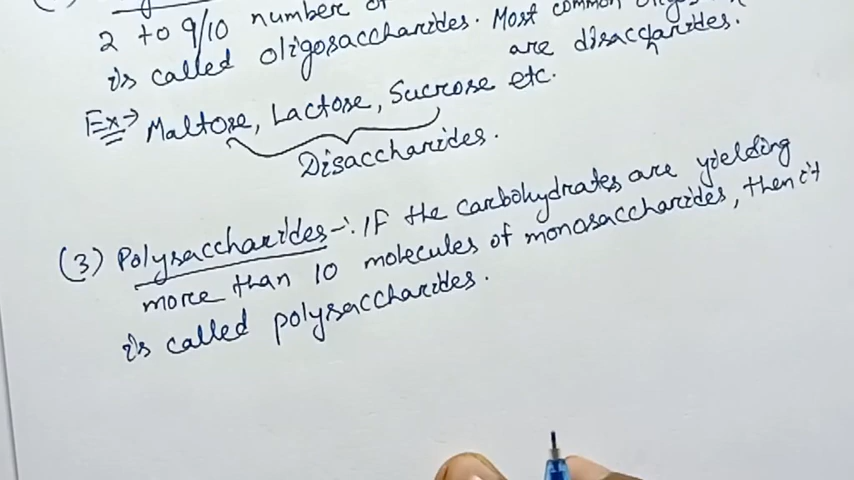 2 to 9/10 number of
is called oligosaccharides. Most common
are disaccharides.
Ex→ Maltose, Lactose, Sucrose etc.
Disaccharides.
(3) Polysaccharides -: If the carbohydrates are yielding
more than 10 molecules of monosaccharides, then it
is called polysaccharides.